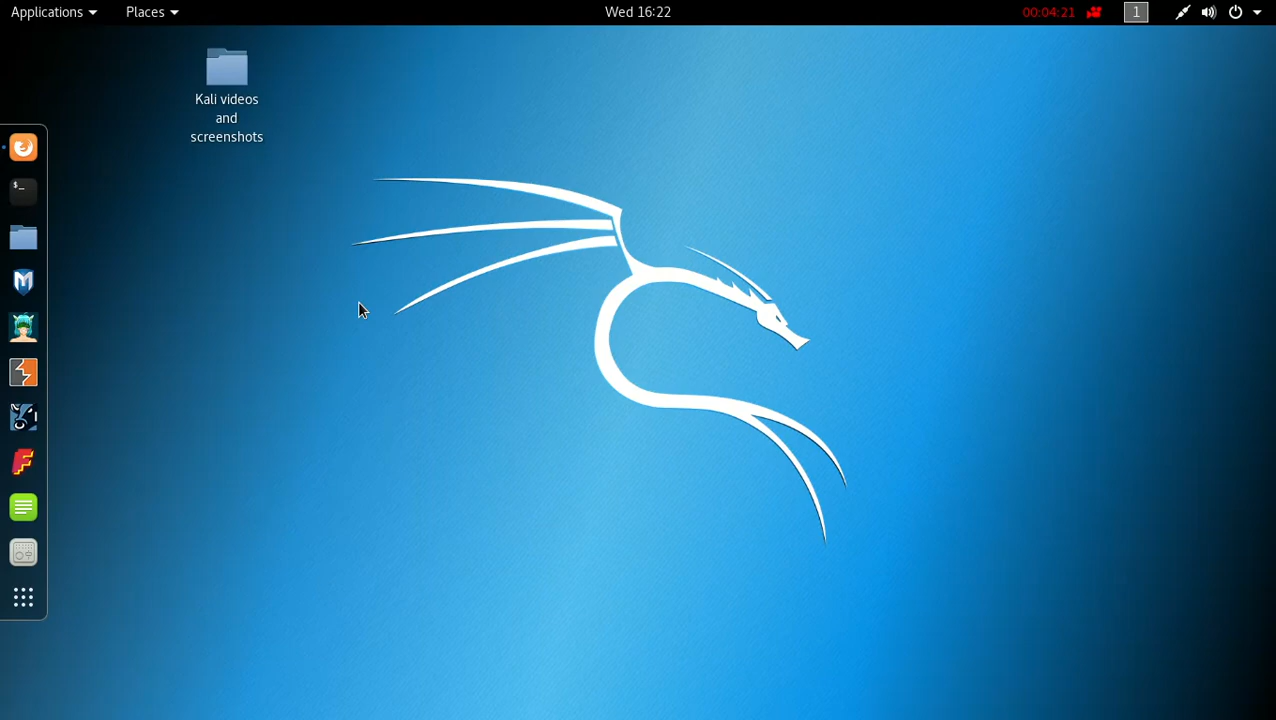 Applications
Places
Wed 16:22
00:04:21
1
Kali videos
and
screenshots
$_